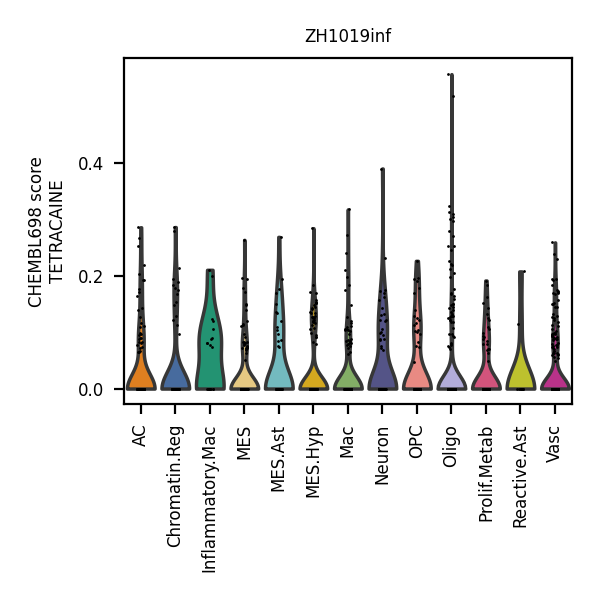 ZH1019inf
CHEMBL698 score
TETRACAINE
0.4
0.2
0.0
AC
Chromatin.Reg
Inflammatory.Mac
MES
MES.Ast
MES.Hyp
Mac
Neuron
OPC
Oligo
Prolif.Metab
Reactive.Ast
Vasc